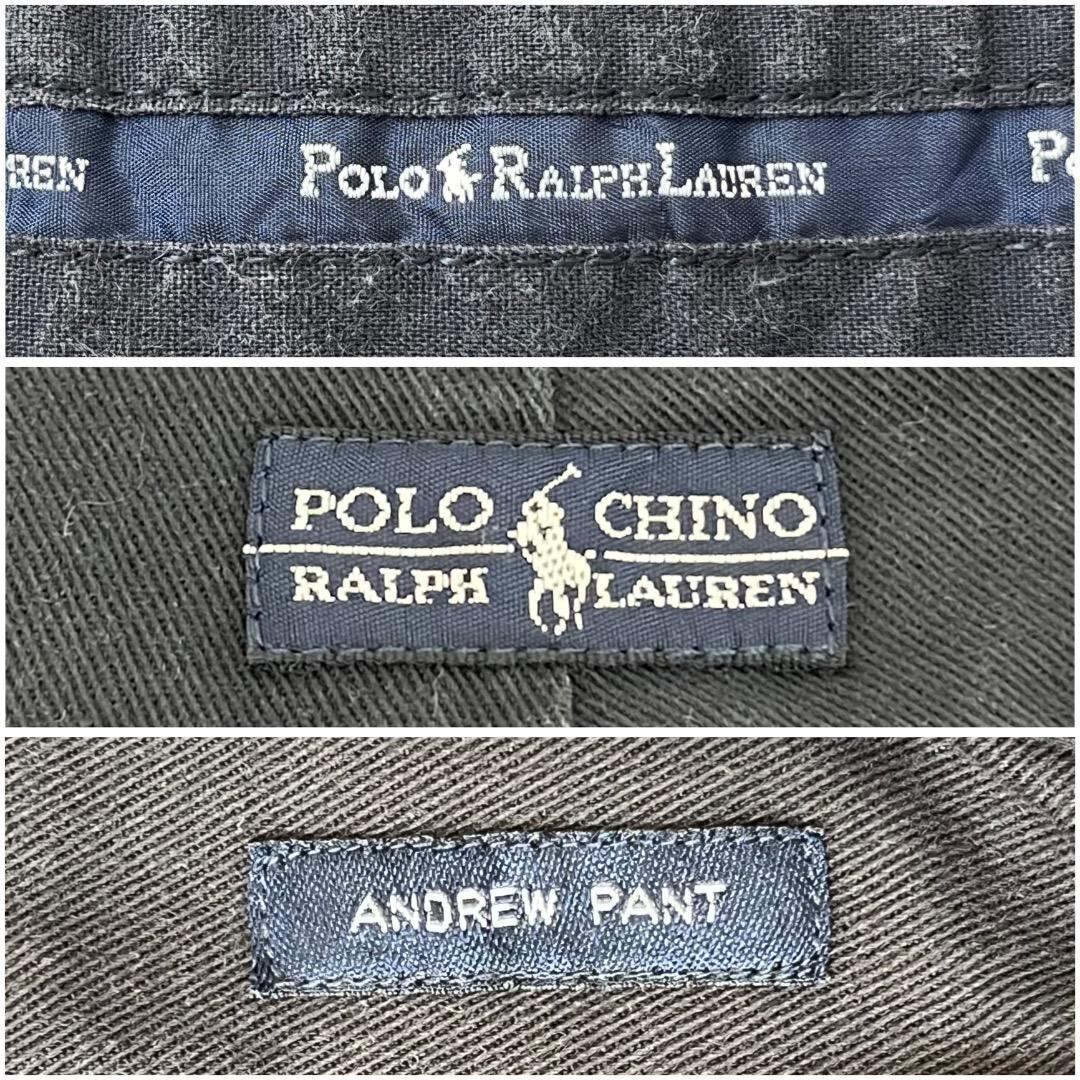 REN POLO RALPH LAUREN Po
POLO CHINO
RALPH LAUREN
ANDREW PANT